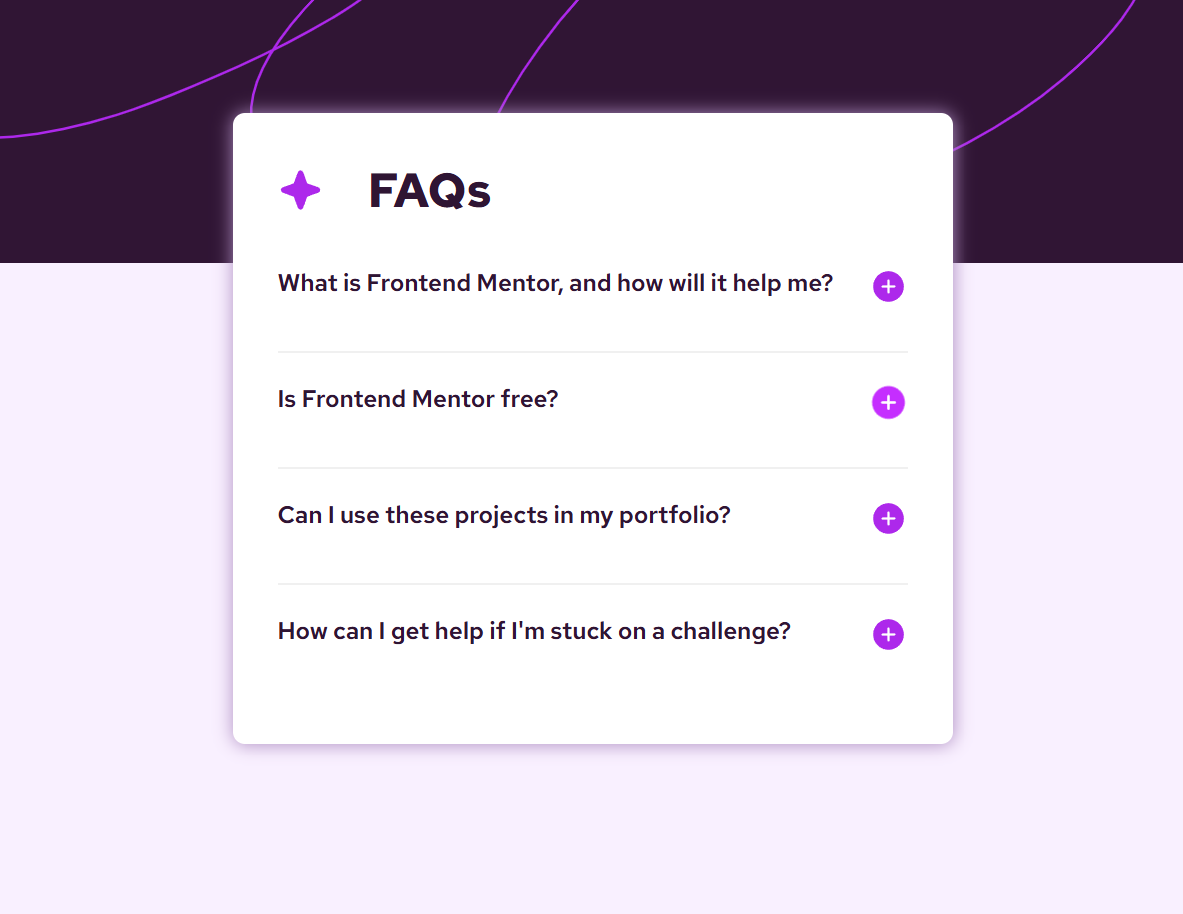 FAQs
What is Frontend Mentor, and how will it help me?
Is Frontend Mentor free?
Can I use these projects in my portfolio?
How can I get help if I'm stuck on a challenge?